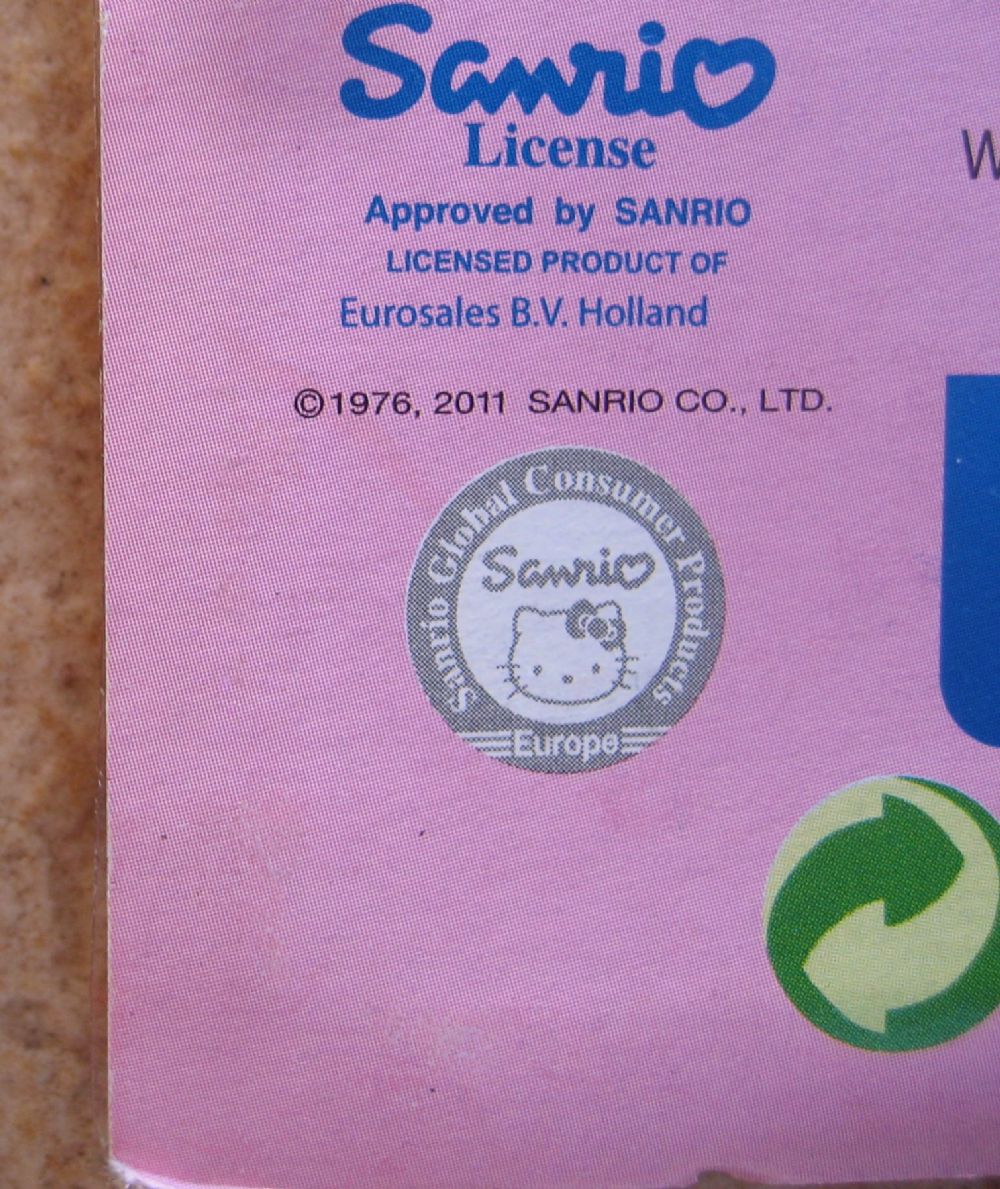 Sanrio
License
Approved by SANRIO
LICENSED PRODUCT OF
Eurosales B.V. Holland
©1976, 2011 SANRIO CO., LTD.
Sanrio Global Consumer Products
Sanrio
Europe